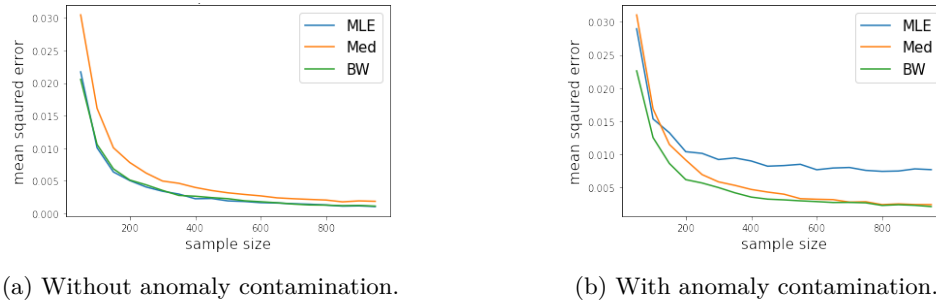 0.030
0.025
0.020
0.015
0.010
0.005
0.000
mean sqaured error
MLE
Med
BW
200
400
600
800
sample size
(a) Without anomaly contamination.
0.030
0.025
0.020
0.015
0.010
0.005
mean sqaured error
MLE
Med
BW
200
400
600
800
sample size
(b) With anomaly contamination.